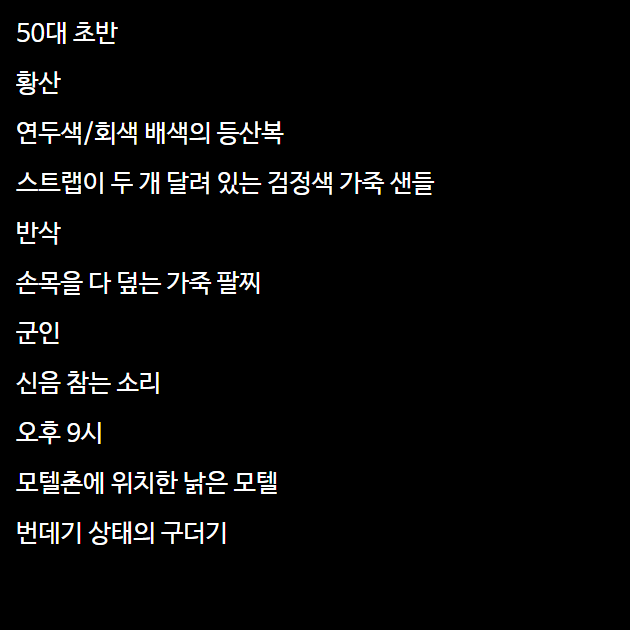 50대 초반
황산
연두색/회색 배색의 등산복
스트랩이 두 개 달려 있는 검정색 가죽 샌들
반삭
손목을 다 덮는 가죽 팔찌
군인
신음 참는 소리
오후 9시
모텔촌에 위치한 낡은 모텔
번데기 상태의 구더기